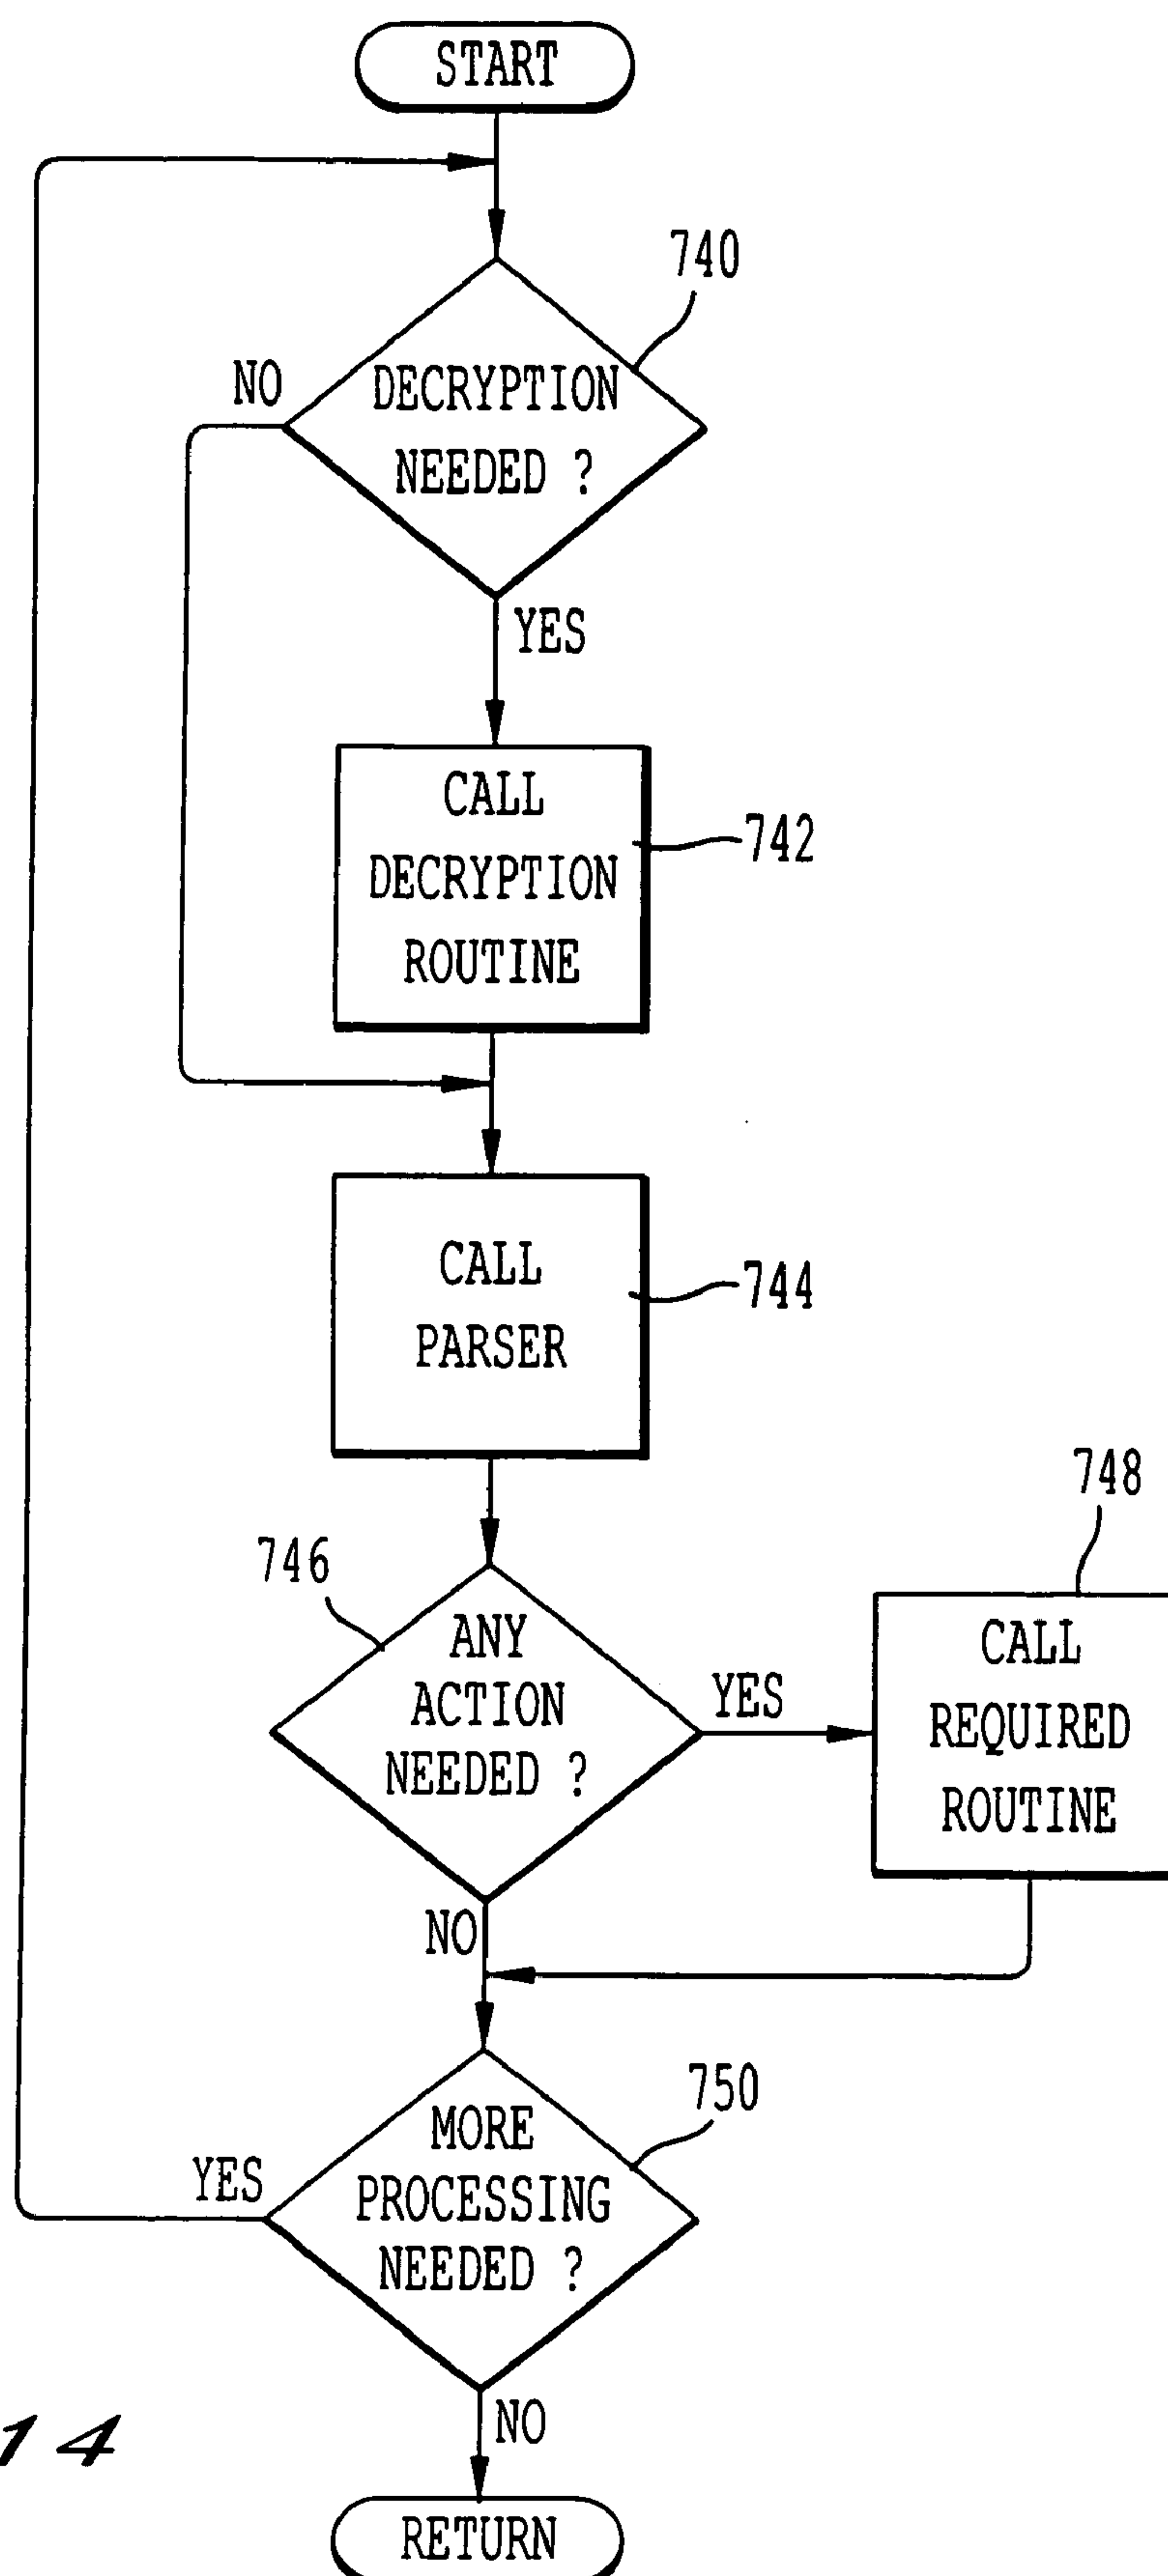 START
740
NO
DECRYPTION
NEEDED ?
YES
CALL
DECRYPTION
ROUTINE
742
CALL
PARSER
744
746
ANY
ACTION
NEEDED ?
YES
748
CALL
REQUIRED
ROUTINE
NO
750
MORE
PROCESSING
NEEDED ?
YES
NO
14
RETURN